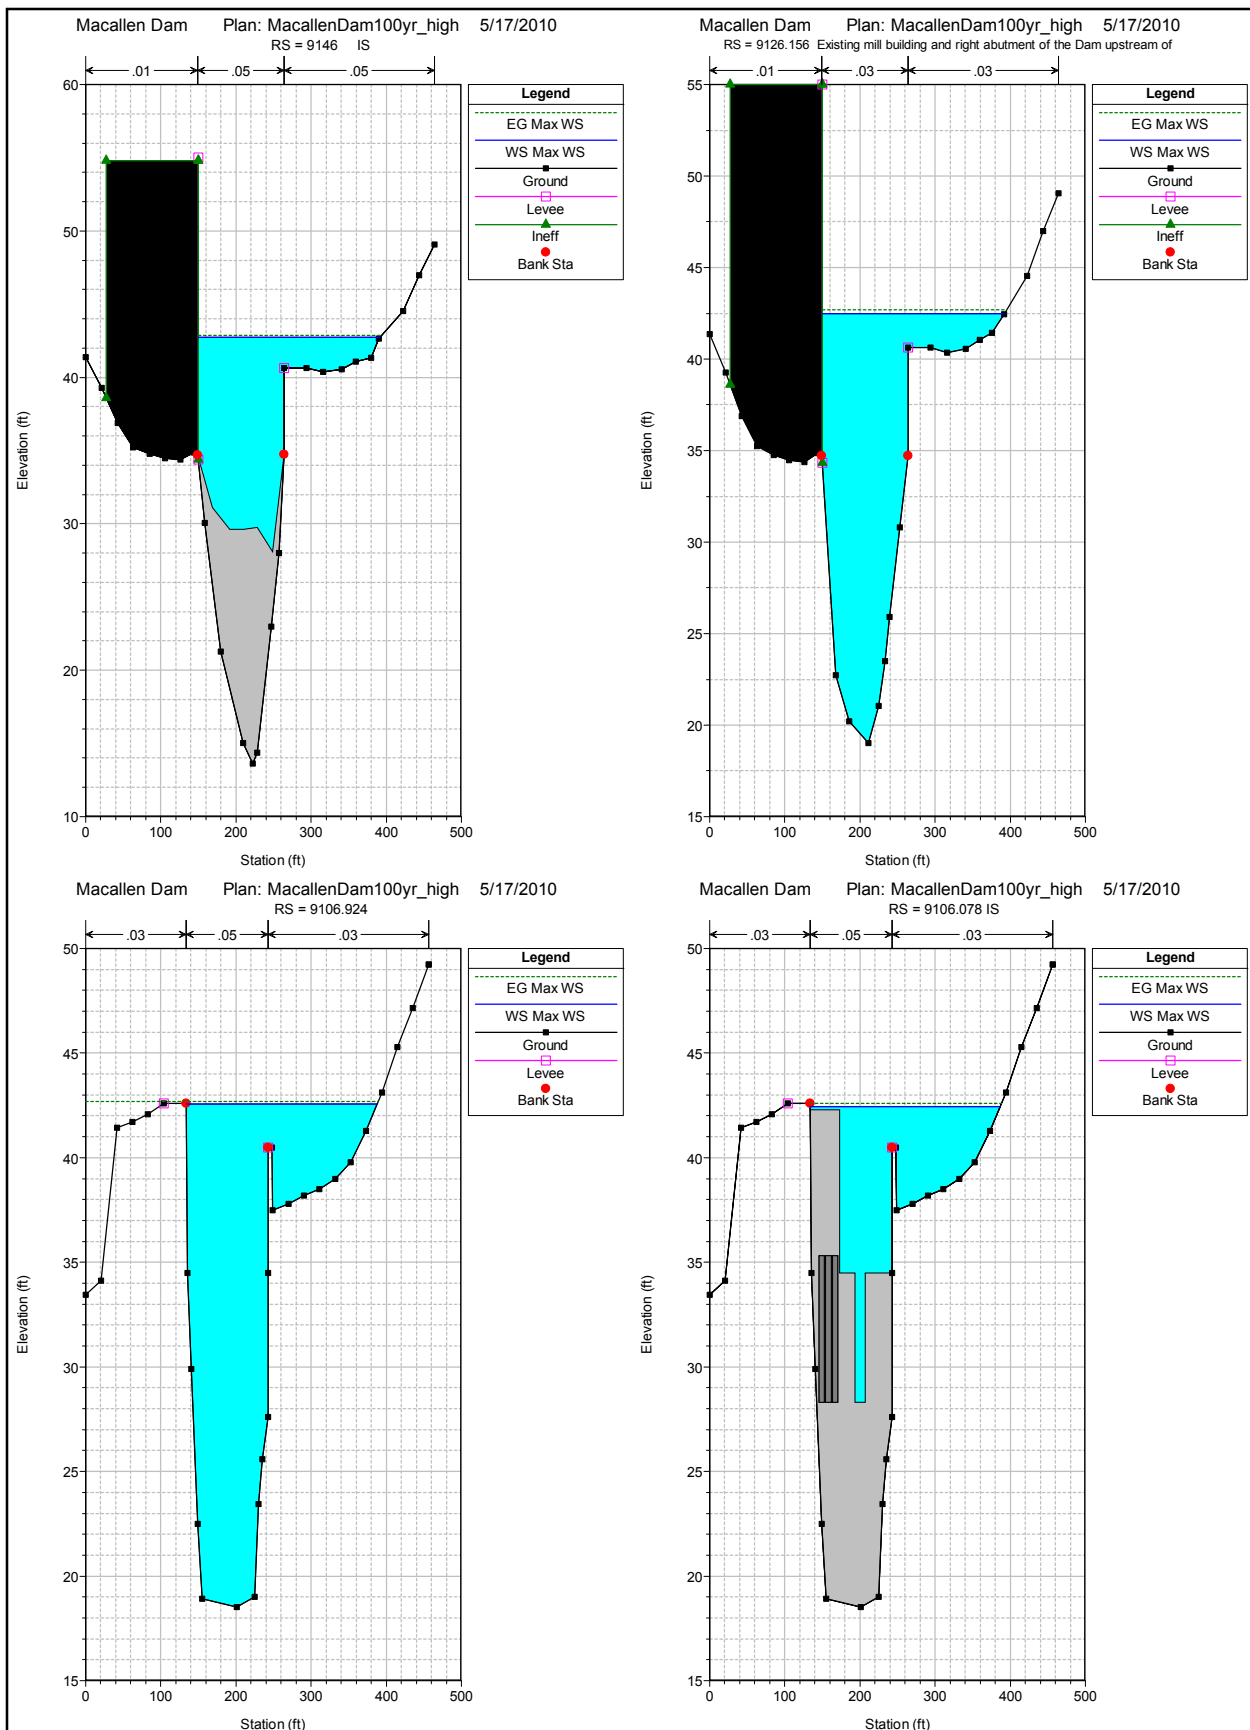 Macallen Dam Plan: MacallenDam100yr_high 5/17/2010
RS = 9146 IS
.01 .05 .05
60
50
40
30
20
10
Elevation (ft)
0 100 200 300 400 500
Station (ft)
Legend
EG Max WS
WS Max WS
Ground
Levee
Ineff
Bank Sta
Macallen Dam Plan: MacallenDam100yr_high 5/17/2010
RS = 9126.156 Existing mill building and right abutment of the Dam upstream of
.01 .03 .03
55
50
45
40
35
30
25
20
15
Elevation (ft)
0 100 200 300 400 500
Station (ft)
Legend
EG Max WS
WS Max WS
Ground
Levee
Ineff
Bank Sta
Macallen Dam Plan: MacallenDam100yr_high 5/17/2010
RS = 9106.924
.03 .05 .03
50
45
40
35
30
25
20
15
Elevation (ft)
0 100 200 300 400 500
Station (ft)
Legend
EG Max WS
WS Max WS
Ground
Levee
Bank Sta
Macallen Dam Plan: MacallenDam100yr_high 5/17/2010
RS = 9106.078 IS
.03 .05 .03
50
45
40
35
30
25
20
15
Elevation (ft)
0 100 200 300 400 500
Station (ft)
Legend
EG Max WS
WS Max WS
Ground
Levee
Bank Sta